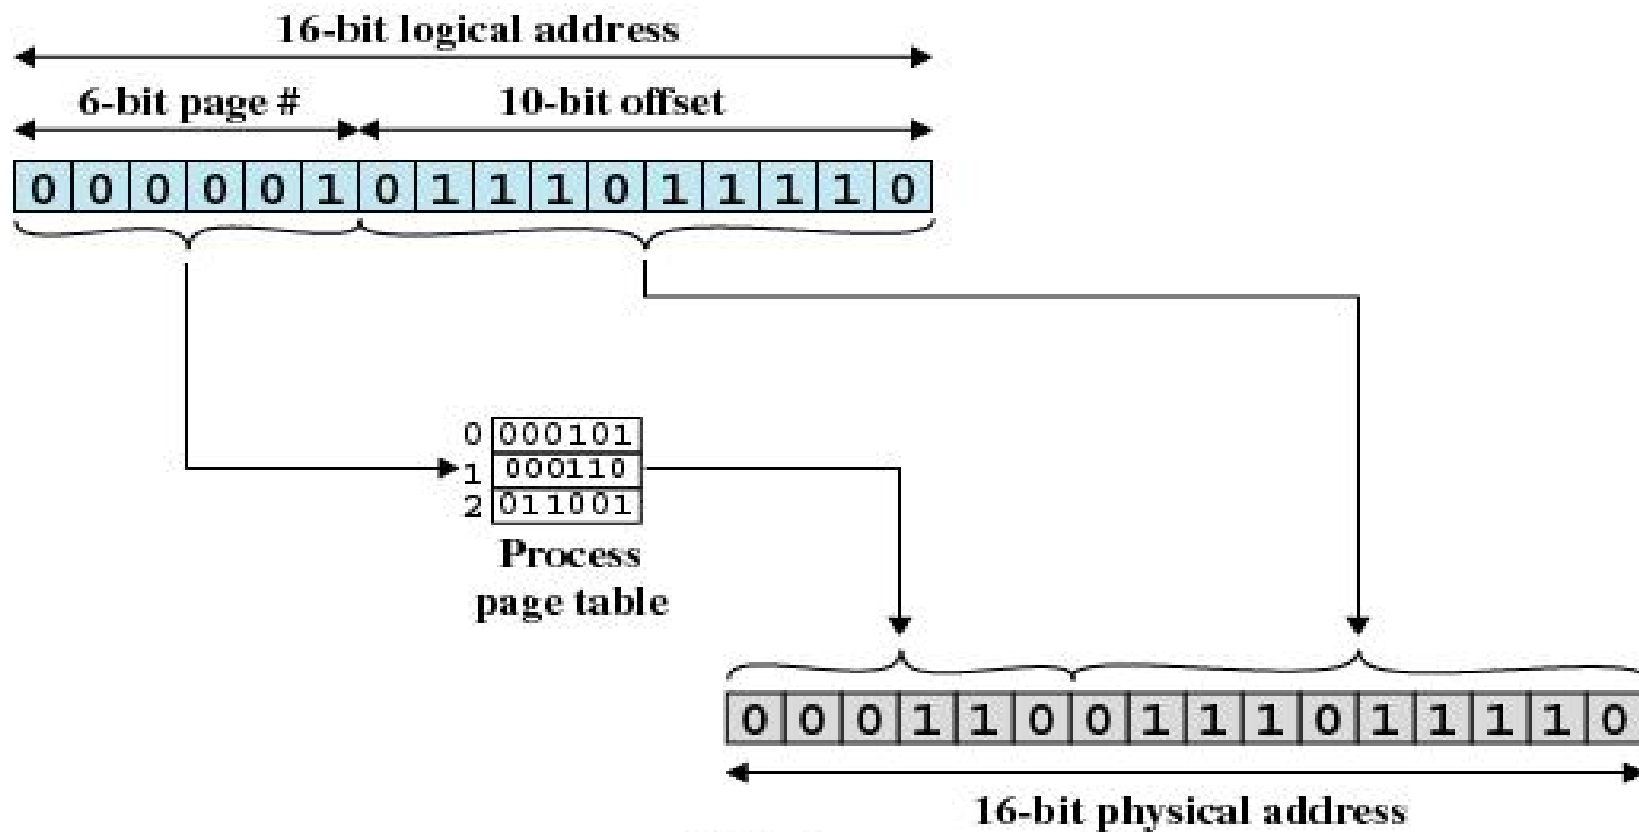 16-bit logical address
6-bit page # 10-bit offset
0 0 0 0 0 1 0 1 1 1 0 1 1 1 1 0
0 000101
1 000110
2 011001
Process
page table
0 0 0 1 1 0 0 1 1 1 0 1 1 1 1 0
16-bit physical address